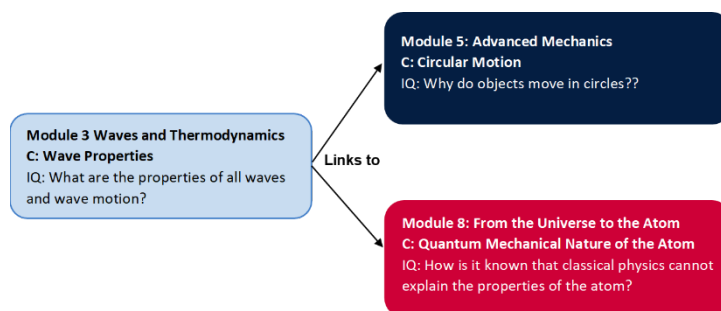 Module 5: Advanced Mechanics
C: Circular Motion
IQ: Why do objects move in circles??
Module 3 Waves and Thermodynamics
C: Wave Properties
IQ: What are the properties of all waves
and wave motion?
Links to
Module 8: From the Universe to the Atom
C: Quantum Mechanical Nature of the Atom
IQ: How is it known that classical physics cannot
explain the properties of the atom?